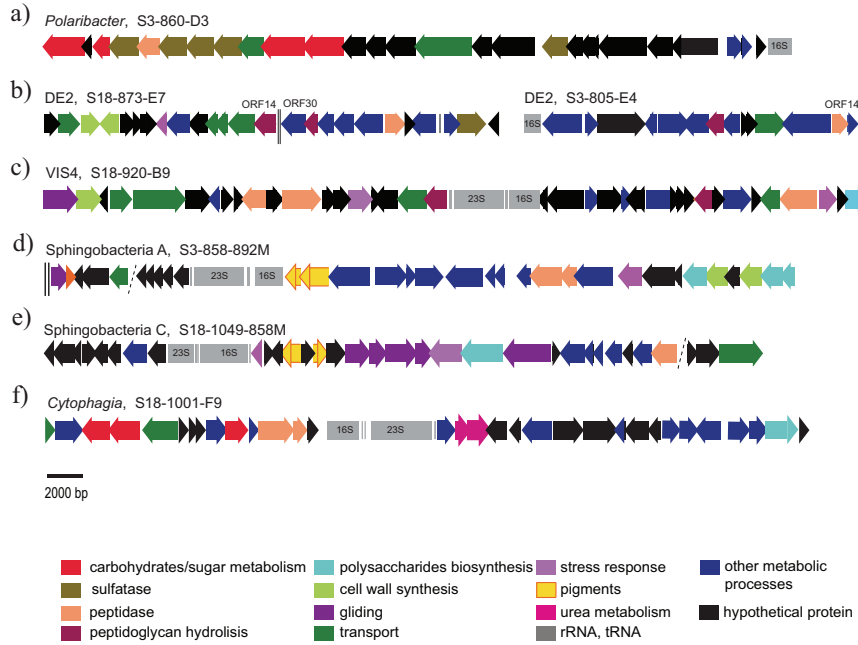 a)
Polaribacter, S3-860-D3
16S
b)
DE2, S18-873-E7
ORF14
ORF30
DE2, S3-805-E4
ORF14
16S
c)
VIS4, S18-920-B9
23S
16S
d)
Sphingobacteria A, S3-858-892M
23S
16S
e)
Sphingobacteria C, S18-1049-858M
23S
16S
f)
Cytophagia, S18-1001-F9
16S
23S
2000 bp
carbohydrates/sugar metabolism
sulfatase
peptidase
peptidoglycan hydrolisis
polysaccharides biosynthesis
cell wall synthesis
gliding
transport
stress response
pigments
urea metabolism
rRNA, tRNA
other metabolic
processes
hypothetical protein